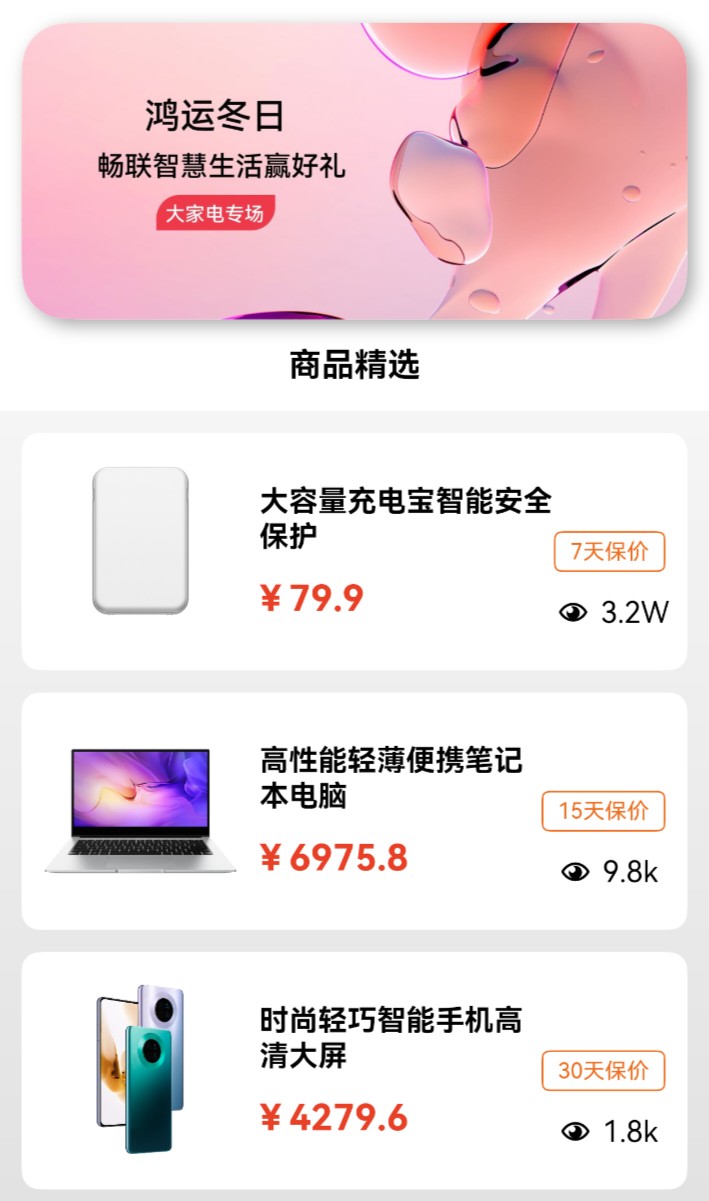 鸿运冬日
畅联智慧生活赢好礼
大家电专场
商品精选
大容量充电宝智能安全
保护
7天保价
¥ 79.9
3.2W
高性能轻薄便携笔记
本电脑
15天保价
¥ 6975.8
9.8k
时尚轻巧智能手机高
清大屏
30天保价
¥ 4279.6
1.8k